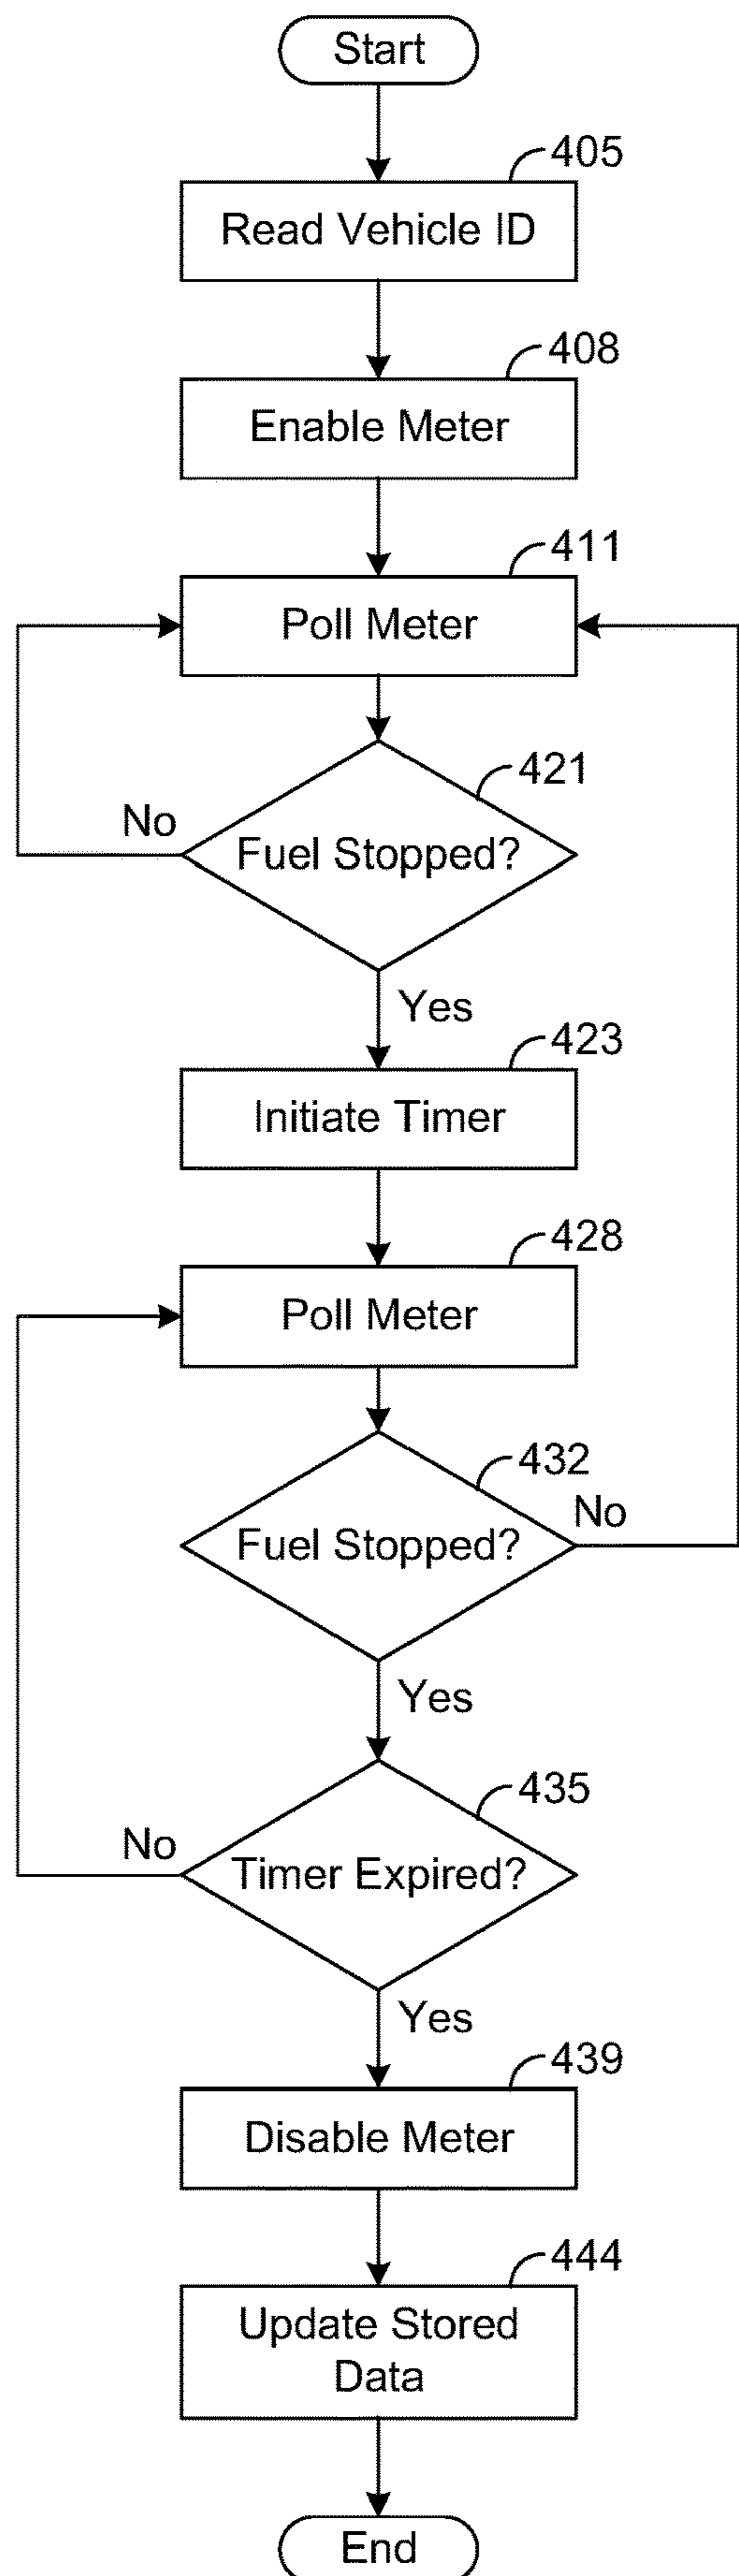 Start
405
Read Vehicle ID
408
Enable Meter
411
Poll Meter
421
No
Fuel Stopped?
Yes
423
Initiate Timer
428
Poll Meter
432
No
Fuel Stopped?
Yes
435
No
Timer Expired?
Yes
439
Disable Meter
444
Update Stored
Data
End